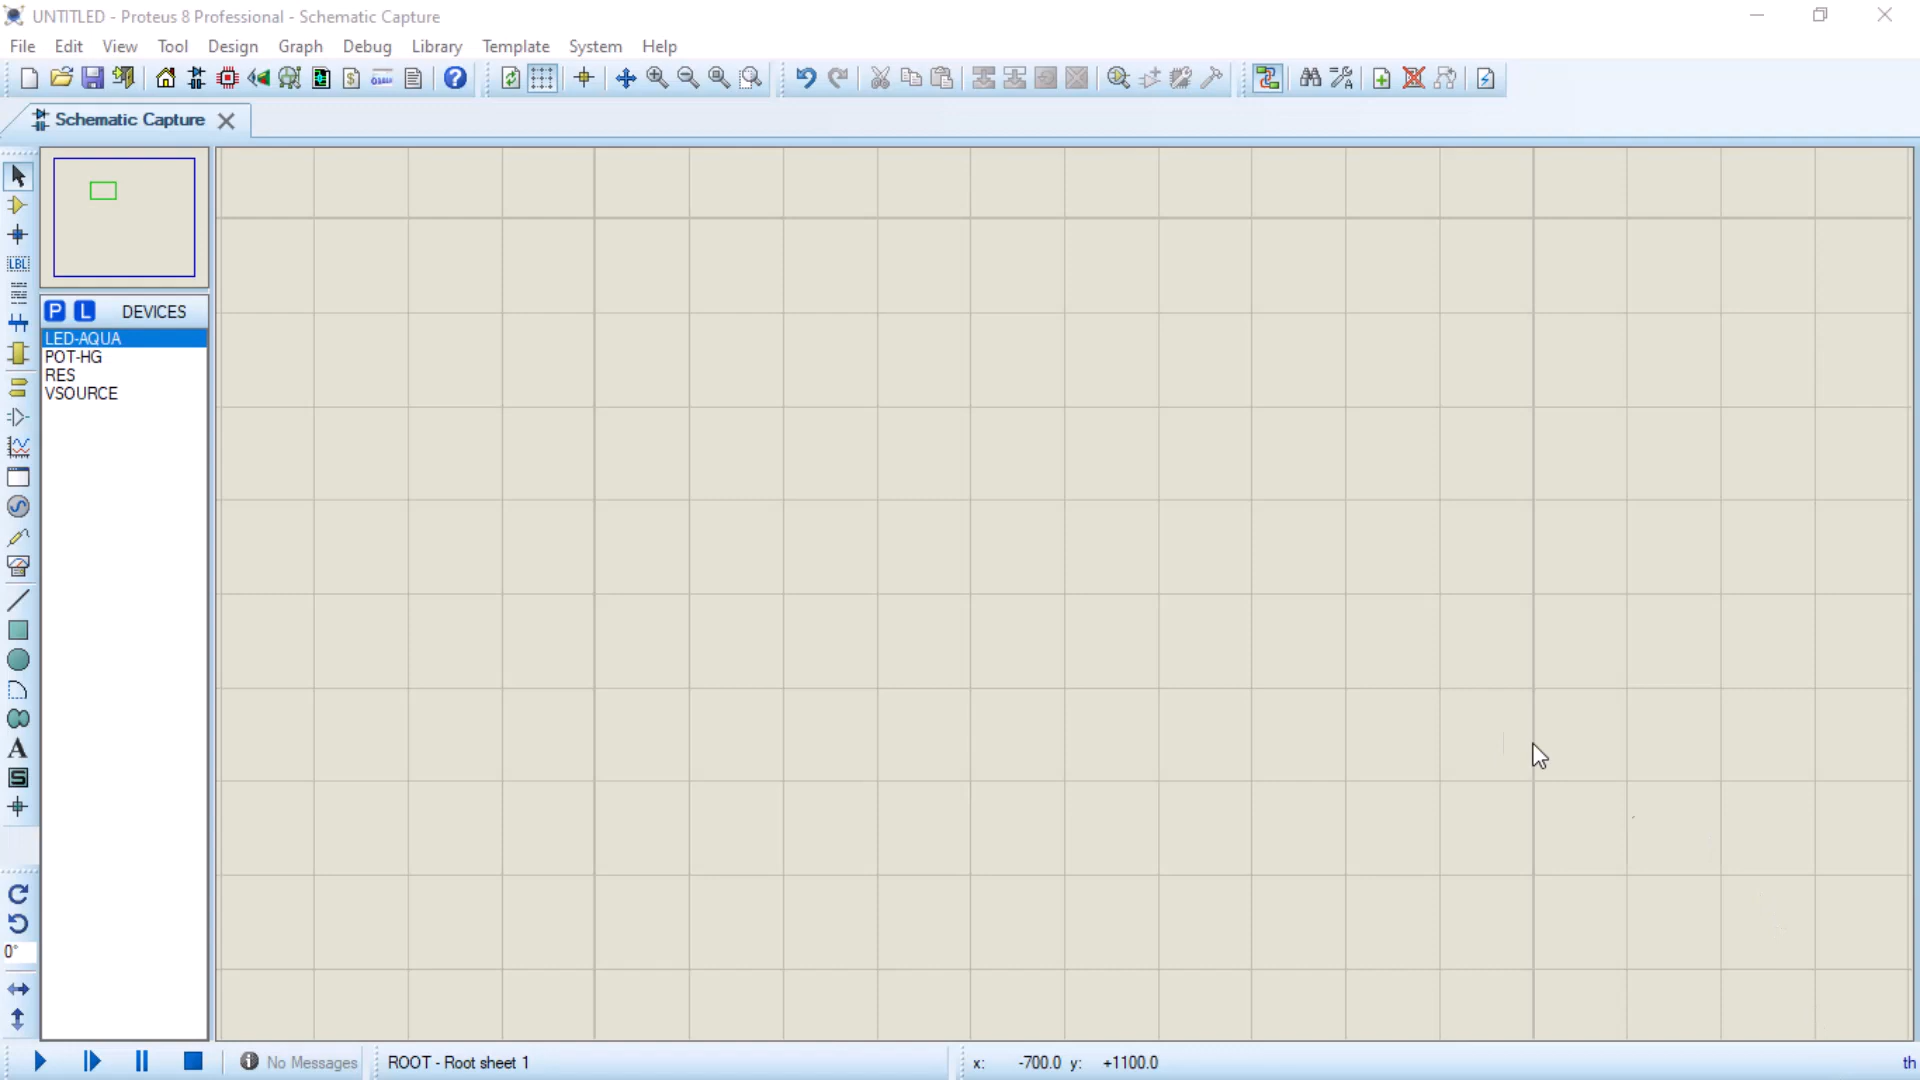 UNTITLED - Proteus 8 Professional - Schematic Capture
File Edit View Tool Design Graph Debug Library Template System Help
Schematic Capture
LBL
P L DEVICES
LED-AQUA
POT-HG
RES
VSOURCE
A
S
0°
No Messages ROOT - Root sheet 1 x: -700.0 y: +1100.0 th